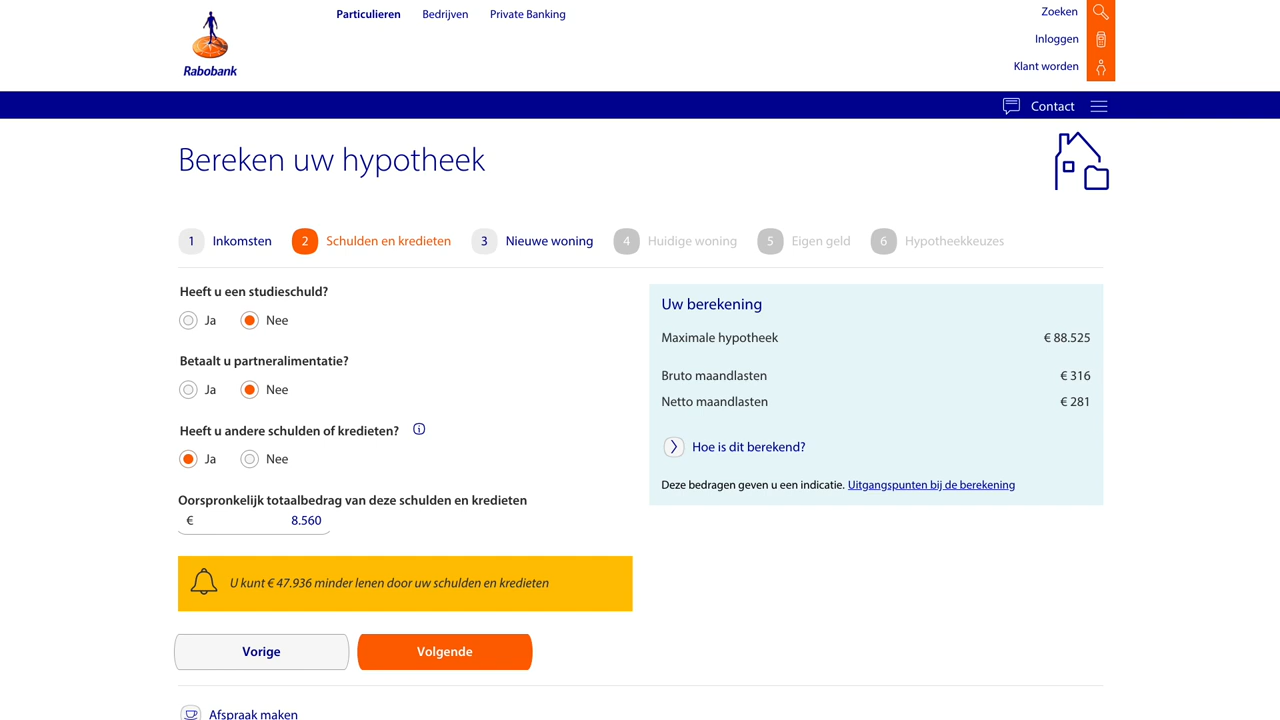 Particulieren Bedrijven Private Banking
Zoeken
Inloggen
Klant worden
Rabobank
Contact
Bereken uw hypotheek
1 Inkomsten 2 Schulden en kredieten 3 Nieuwe woning 4 Huidige woning 5 Eigen geld 6 Hypotheekkeuzes
Heeft u een studieschuld?
Ja Nee
Betaalt u partneralimentatie?
Ja Nee
Heeft u andere schulden of kredieten?
Ja Nee
Oorspronkelijk totaalbedrag van deze schulden en kredieten
€ 8.560
U kunt € 47.936 minder lenen door uw schulden en kredieten
Vorige Volgende
Uw berekening
Maximale hypotheek € 88.525
Bruto maandlasten € 316
Netto maandlasten € 281
Hoe is dit berekend?
Deze bedragen geven u een indicatie. Uitgangspunten bij de berekening
Afspraak maken